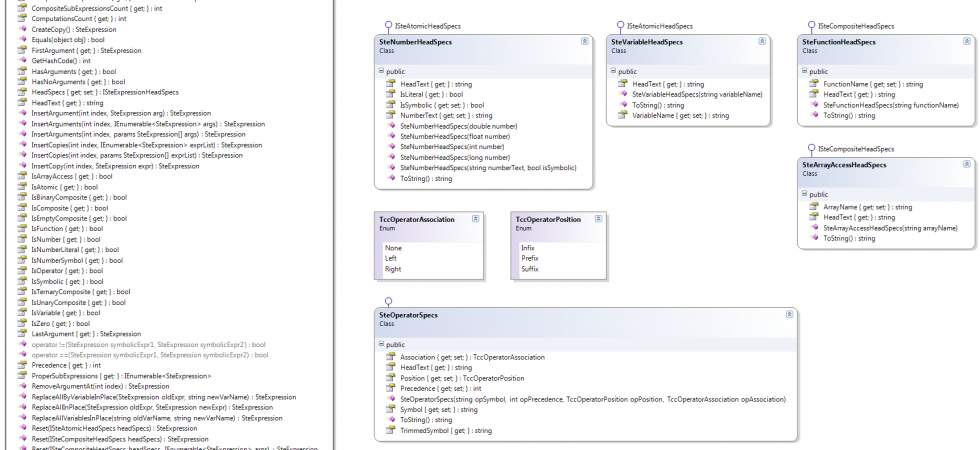 CompositeSubExpressionsCount { get; } : int
ComputationsCount { get; } : int
CreateCopy() : SteExpression
Equals(object obj) : bool
FirstArgument { get; } : SteExpression
GetHashCode() : int
HasArguments { get; } : bool
HasNoArguments { get; } : bool
HeadSpecs { get; } : ISteExpressionHeadSpecs
HeadText { get; } : string
InsertArgument(int index, SteExpression arg) : SteExpression
InsertArguments(int index, IEnumerable<SteExpression> args) : SteExpression
InsertArguments(int index, params SteExpression[] args) : SteExpression
InsertCopies(int index, IEnumerable<SteExpression> exprList) : SteExpression
InsertCopies(int index, params SteExpression[] exprList) : SteExpression
InsertCopy(int index, SteExpression expr) : SteExpression
IsArrayAccess { get; } : bool
IsAtomic { get; } : bool
IsBinaryComposite { get; } : bool
IsComposite { get; } : bool
IsEmptyComposite { get; } : bool
IsFunction { get; } : bool
IsNumber { get; } : bool
IsNumberLiteral { get; } : bool
IsNumberSymbol { get; } : bool
IsOperator { get; } : bool
IsSymbolic { get; } : bool
IsTernaryComposite { get; } : bool
IsUnaryComposite { get; } : bool
IsVariable { get; } : bool
IsZero { get; } : bool
LastArgument { get; } : SteExpression
operator !=(SteExpression symbolicExpr1, SteExpression symbolicExpr2) : bool
operator ==(SteExpression symbolicExpr1, SteExpression symbolicExpr2) : bool
Precedence { get; } : int
ProperSubExpressions { get; } : IEnumerable<SteExpression>
RemoveArgumentAt(int index) : SteExpression
ReplaceAllByVariableInPlace(SteExpression oldExpr, string newVarName) : SteExpression
ReplaceAllInPlace(SteExpression oldExpr, SteExpression newExpr) : SteExpression
ReplaceAllVariablesInPlace(string oldVarName, string newVarName) : SteExpression
Reset(ISteAtomicHeadSpecs headSpecs) : SteExpression
Reset(ISteCompositeHeadSpecs headSpecs) : SteExpression
Reset(ISteCompositeHeadSpecs headSpecs, IEnumerable<SteExpression> args) : SteExpression
ISteAtomicHeadSpecs
SteNumberHeadSpecs
Class
public
HeadText { get; } : string
IsLiteral { get; } : bool
IsSymbolic { get; set; } : bool
NumberText { get; set; } : string
SteNumberHeadSpecs(double number)
SteNumberHeadSpecs(float number)
SteNumberHeadSpecs(int number)
SteNumberHeadSpecs(long number)
SteNumberHeadSpecs(string numberText, bool isSymbolic)
ToString() : string
ISteAtomicHeadSpecs
SteVariableHeadSpecs
Class
public
HeadText { get; } : string
SteVariableHeadSpecs(string variableName)
ToString() : string
VariableName { get; set; } : string
ISteCompositeHeadSpecs
SteFunctionHeadSpecs
Class
public
FunctionName { get; set; } : string
HeadText { get; } : string
SteFunctionHeadSpecs(string functionName)
ToString() : string
ISteCompositeHeadSpecs
SteArrayAccessHeadSpecs
Class
public
ArrayName { get; set; } : string
HeadText { get; } : string
SteArrayAccessHeadSpecs(string arrayName)
ToString() : string
TccOperatorAssociation
Enum
None
Left
Right
TccOperatorPosition
Enum
Infix
Prefix
Suffix
SteOperatorSpecs
Class
public
Association { get; set; } : TccOperatorAssociation
HeadText { get; } : string
Position { get; set; } : TccOperatorPosition
Precedence { get; set; } : int
SteOperatorSpecs(string opSymbol, int opPrecedence, TccOperatorPosition opPosition, TccOperatorAssociation opAssociation)
Symbol { get; set; } : string
ToString() : string
TrimmedSymbol { get; } : string